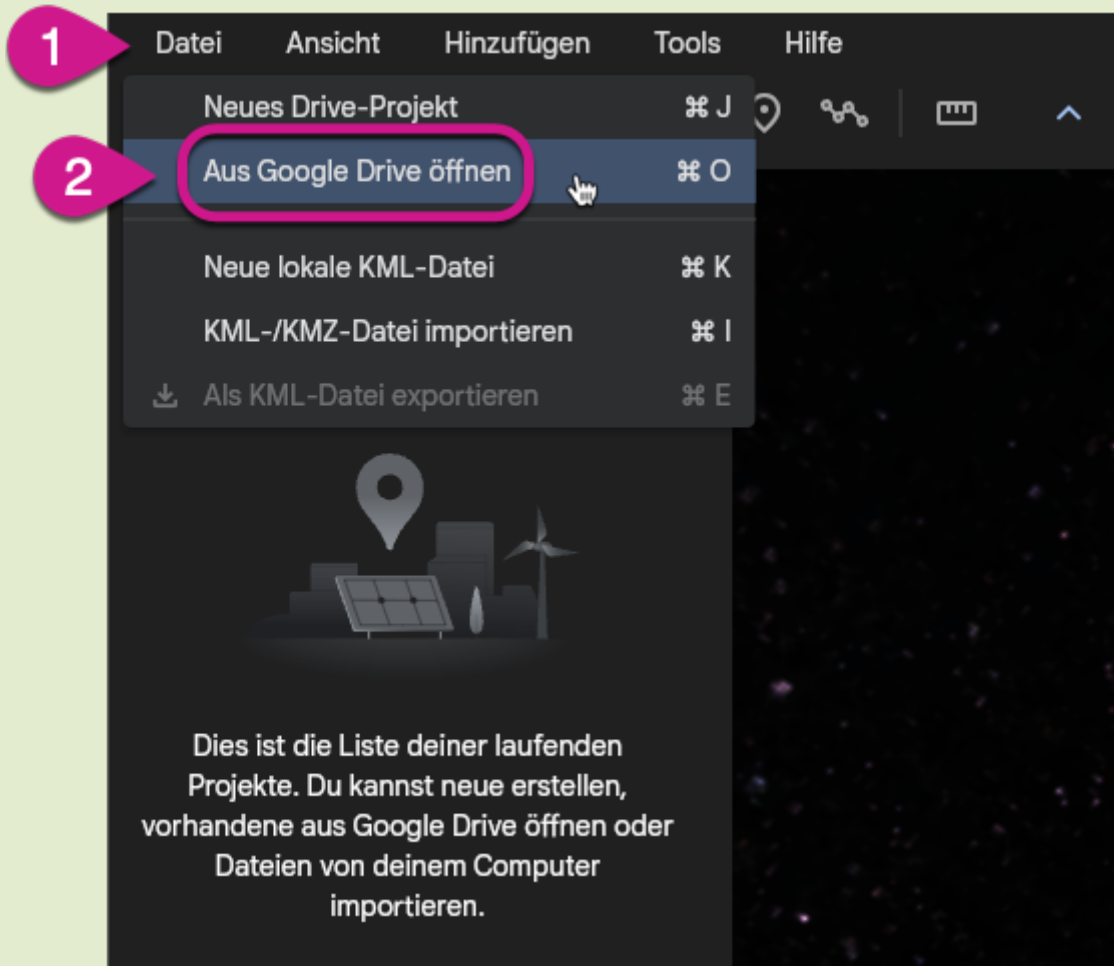 1 Datei Ansicht Hinzufügen Tools Hilfe
Neues Drive-Projekt ⌘ J
2 Aus Google Drive öffnen ⌘ O
Neue lokale KML-Datei ⌘ K
KML-/KMZ-Datei importieren ⌘ I
Als KML-Datei exportieren ⌘ E
Dies ist die Liste deiner laufenden
Projekte. Du kannst neue erstellen,
vorhandene aus Google Drive öffnen oder
Dateien von deinem Computer
importieren.